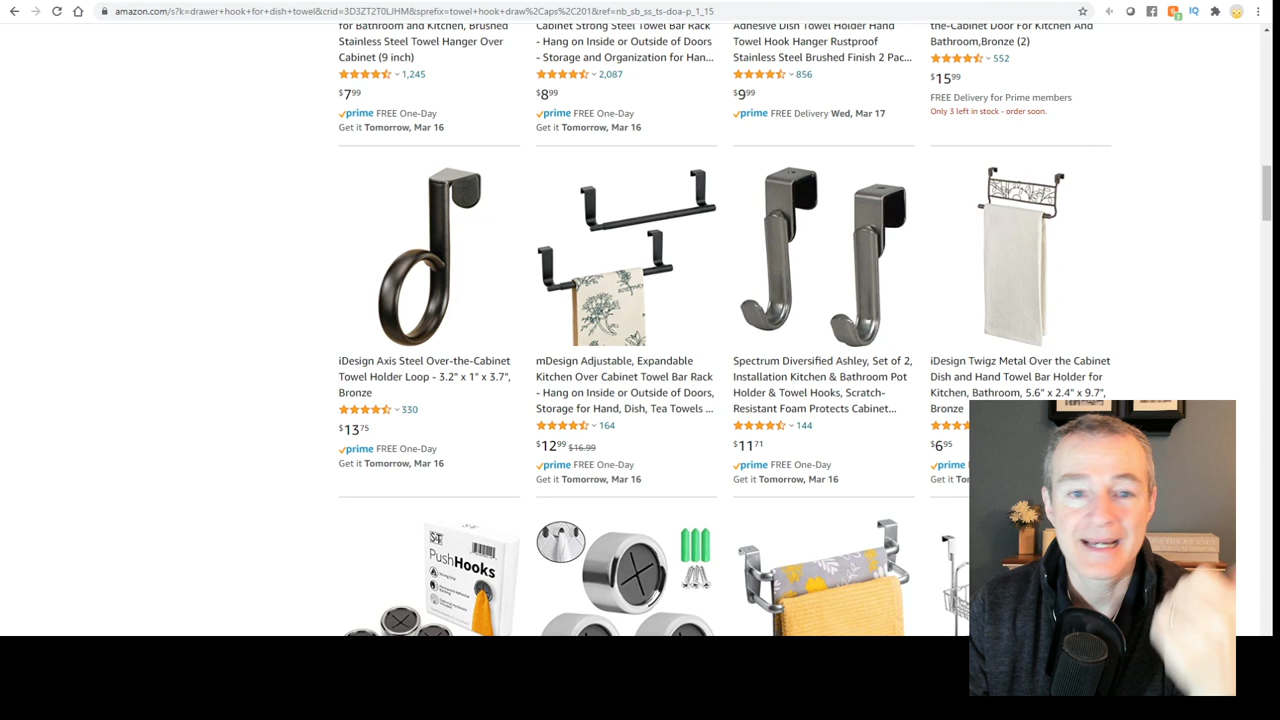 amazon.com/s?k=drawer+hook+for+dish+towel&crid=3D3ZT2T0LJHM&sprefix=towel+hook+draw%2Caps%2C201&ref=nb_sb_ss_ts-doa-p_1_15
for Bathroom and Kitchen, Brushed
Stainless Steel Towel Hanger Over
Cabinet (9 inch)
1,245
$7.99
prime FREE One-Day
Get it Tomorrow, Mar 16
Cabinet Strong Steel Towel Bar Rack
- Hang on Inside or Outside of Doors
- Storage and Organization for Han...
2,087
$8.99
prime FREE One-Day
Get it Tomorrow, Mar 16
Adhesive Dish Towel Holder Hand
Towel Hook Hanger Rustproof
Stainless Steel Brushed Finish 2 Pac...
856
$9.99
prime FREE Delivery Wed, Mar 17
the-Cabinet Door For Kitchen And
Bathroom,Bronze (2)
552
$15.99
FREE Delivery for Prime members
Only 3 left in stock - order soon.
iDesign Axis Steel Over-the-Cabinet
Towel Holder Loop - 3.2" x 1" x 3.7",
Bronze
330
$13.75
prime FREE One-Day
Get it Tomorrow, Mar 16
mDesign Adjustable, Expandable
Kitchen Over Cabinet Towel Bar Rack
- Hang on Inside or Outside of Doors,
Storage for Hand, Dish, Tea Towels ...
164
$12.99 $16.99
prime FREE One-Day
Get it Tomorrow, Mar 16
Spectrum Diversified Ashley, Set of 2,
Installation Kitchen & Bathroom Pot
Holder & Towel Hooks, Scratch-
Resistant Foam Protects Cabinet...
144
$11.71
prime FREE One-Day
Get it Tomorrow, Mar 16
iDesign Twigz Metal Over the Cabinet
Dish and Hand Towel Bar Holder for
Kitchen, Bathroom, 5.6" x 2.4" x 9.7",
Bronze
$6.95
prime
Get it
PushHooks